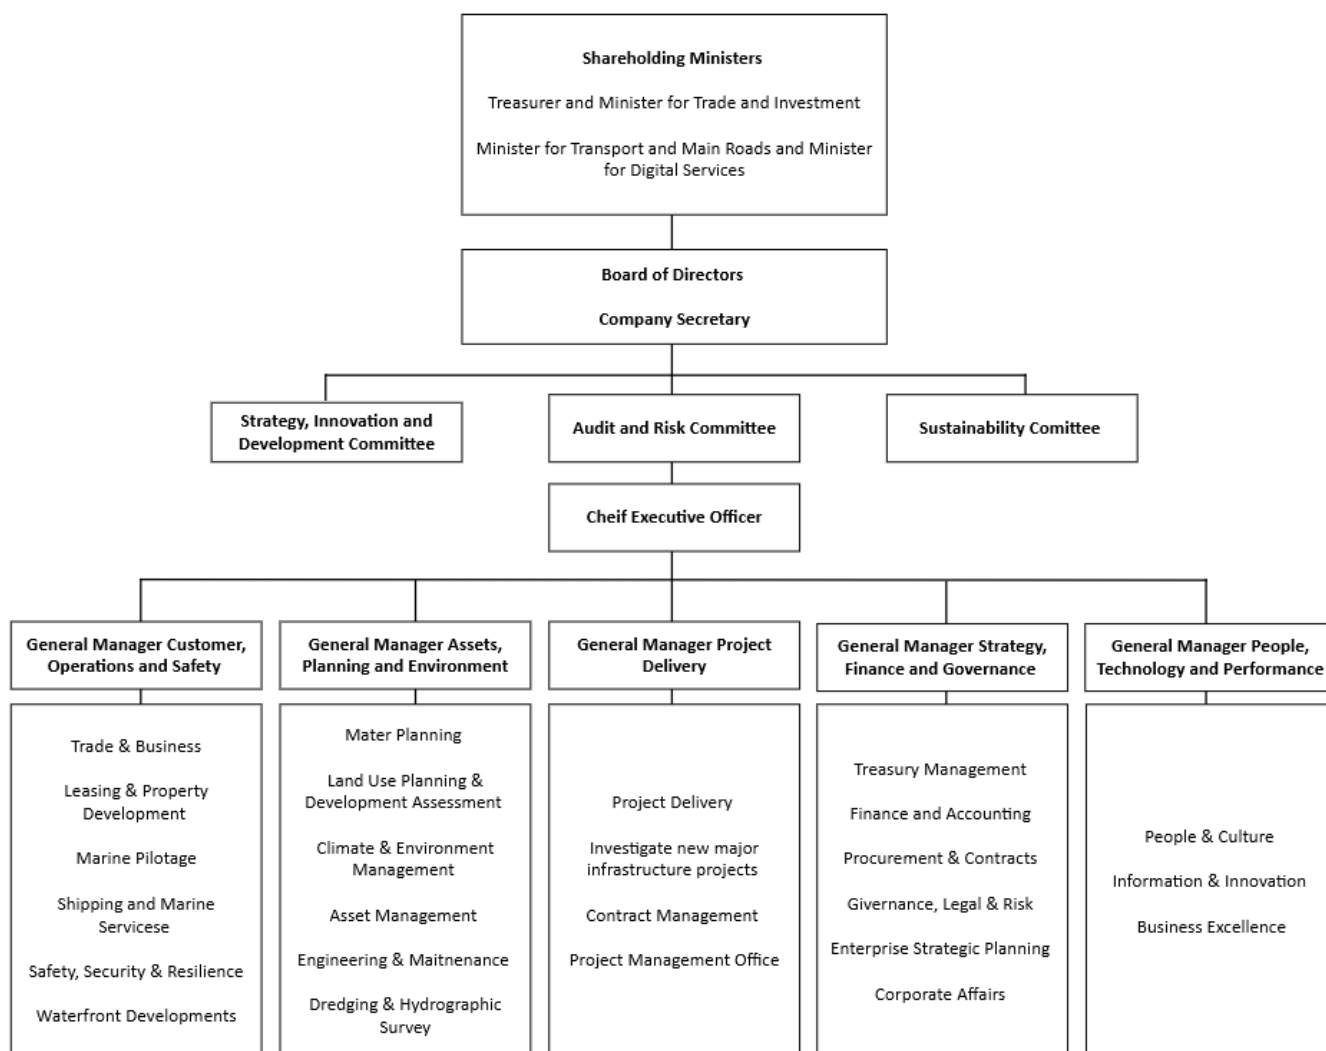 Shareholding Ministers
Treasurer and Minister for Trade and Investment
Minister for Transport and Main Roads and Minister
for Digital Services
Board of Directors
Company Secretary
Strategy, Innovation and
Development Committee
Audit and Risk Committee
Sustainability Comittee
Cheif Executive Officer
General Manager Customer,
Operations and Safety
General Manager Assets,
Planning and Environment
General Manager Project
Delivery
General Manager Strategy,
Finance and Governance
General Manager People,
Technology and Performance
Trade & Business
Leasing & Property
Development
Marine Pilotage
Shipping and Marine
Servicese
Safety, Security & Resilience
Waterfront Developments
Mater Planning
Land Use Planning &
Development Assessment
Climate & Environment
Management
Asset Management
Engineering & Maitnenance
Dredging & Hydrographic
Survey
Project Delivery
Investigate new major
infrastructure projects
Contract Management
Project Management Office
Treasury Management
Finance and Accounting
Procurement & Contracts
Givernance, Legal & Risk
Enterprise Strategic Planning
Corporate Affairs
People & Culture
Information & Innovation
Business Excellence